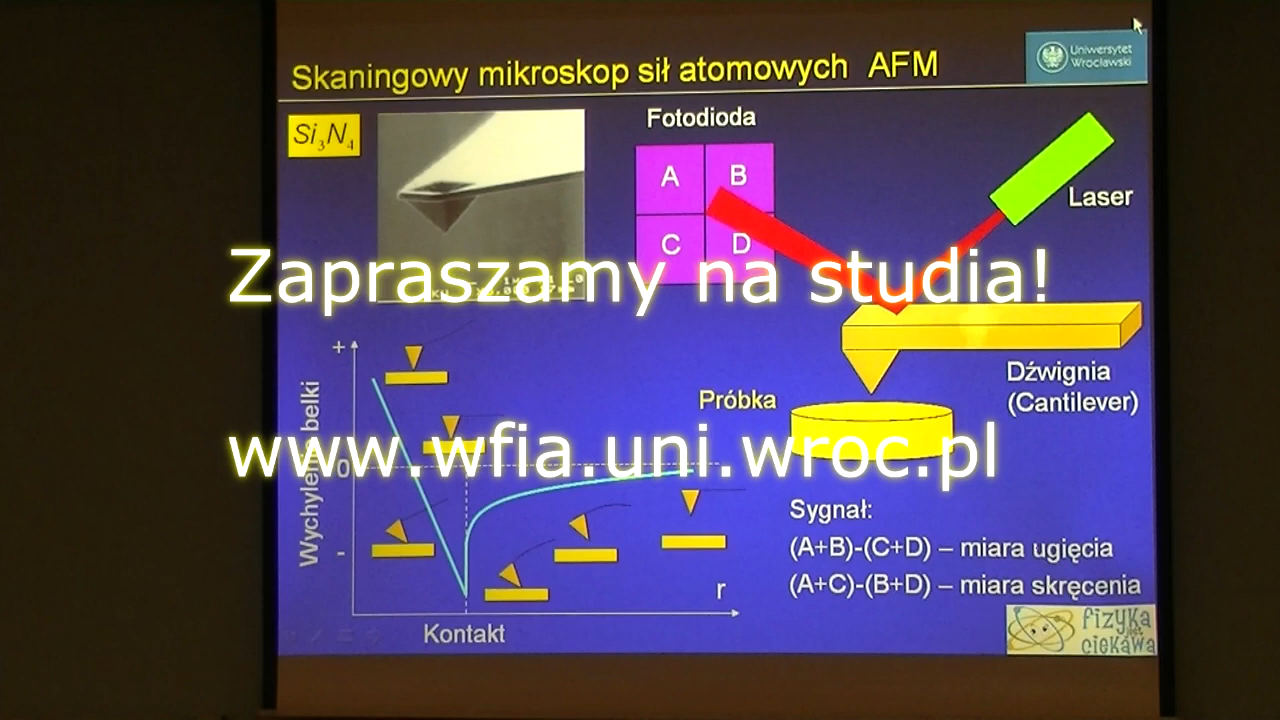 Skaningowy mikroskop sił atomowych AFM
Uniwersytet
Wrocławski
Si3N4
Fotodioda
A
B
C
D
Laser
Zapraszamy na studia!
Dźwignia
(Cantilever)
Próbka
www.wfia.uni.wroc.pl
+
0
-
Wychylenie belki
r
Kontakt
Sygnał:
(A+B)-(C+D) – miara ugięcia
(A+C)-(B+D) – miara skręcenia
fizyka
jest
ciekawa